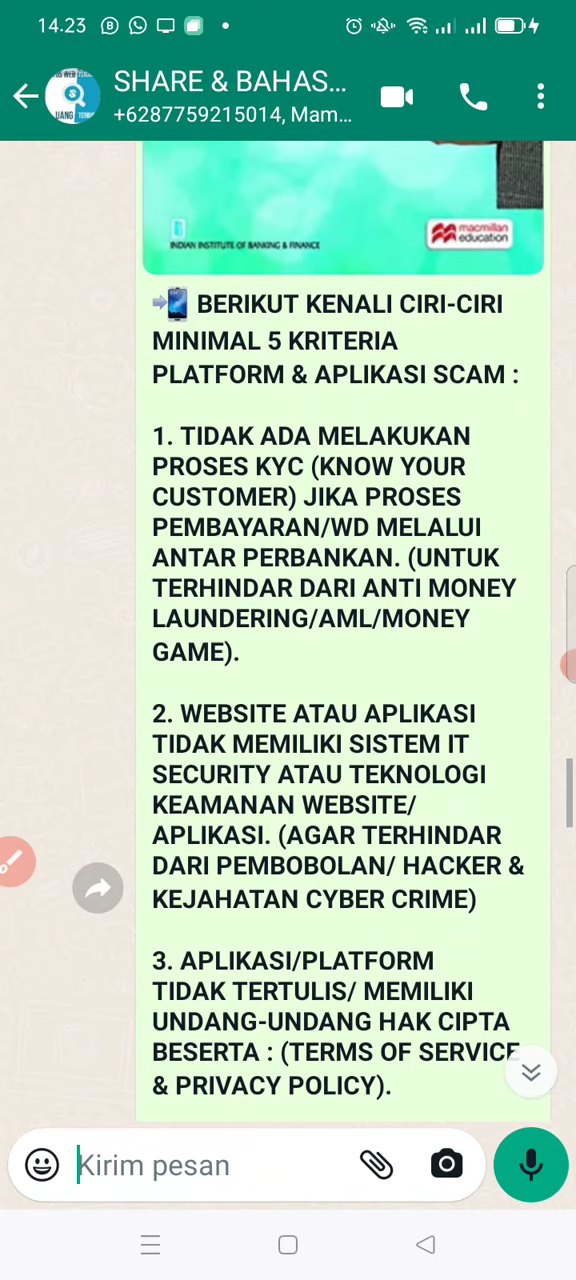 14.23
SHARE & BAHAS...
+6287759215014, Mam...
INDIAN INSTITUTE OF BANKING & FINANCE
macmillan
education
BERIKUT KENALI CIRI-CIRI
MINIMAL 5 KRITERIA
PLATFORM & APLIKASI SCAM :
1. TIDAK ADA MELAKUKAN
PROSES KYC (KNOW YOUR
CUSTOMER) JIKA PROSES
PEMBAYARAN/WD MELALUI
ANTAR PERBANKAN. (UNTUK
TERHINDAR DARI ANTI MONEY
LAUNDERING/AML/MONEY
GAME).
2. WEBSITE ATAU APLIKASI
TIDAK MEMILIKI SISTEM IT
SECURITY ATAU TEKNOLOGI
KEAMANAN WEBSITE/
APLIKASI. (AGAR TERHINDAR
DARI PEMBOBOLAN/ HACKER &
KEJAHATAN CYBER CRIME)
3. APLIKASI/PLATFORM
TIDAK TERTULIS/ MEMILIKI
UNDANG-UNDANG HAK CIPTA
BESERTA : (TERMS OF SERVICE
& PRIVACY POLICY).
Kirim pesan